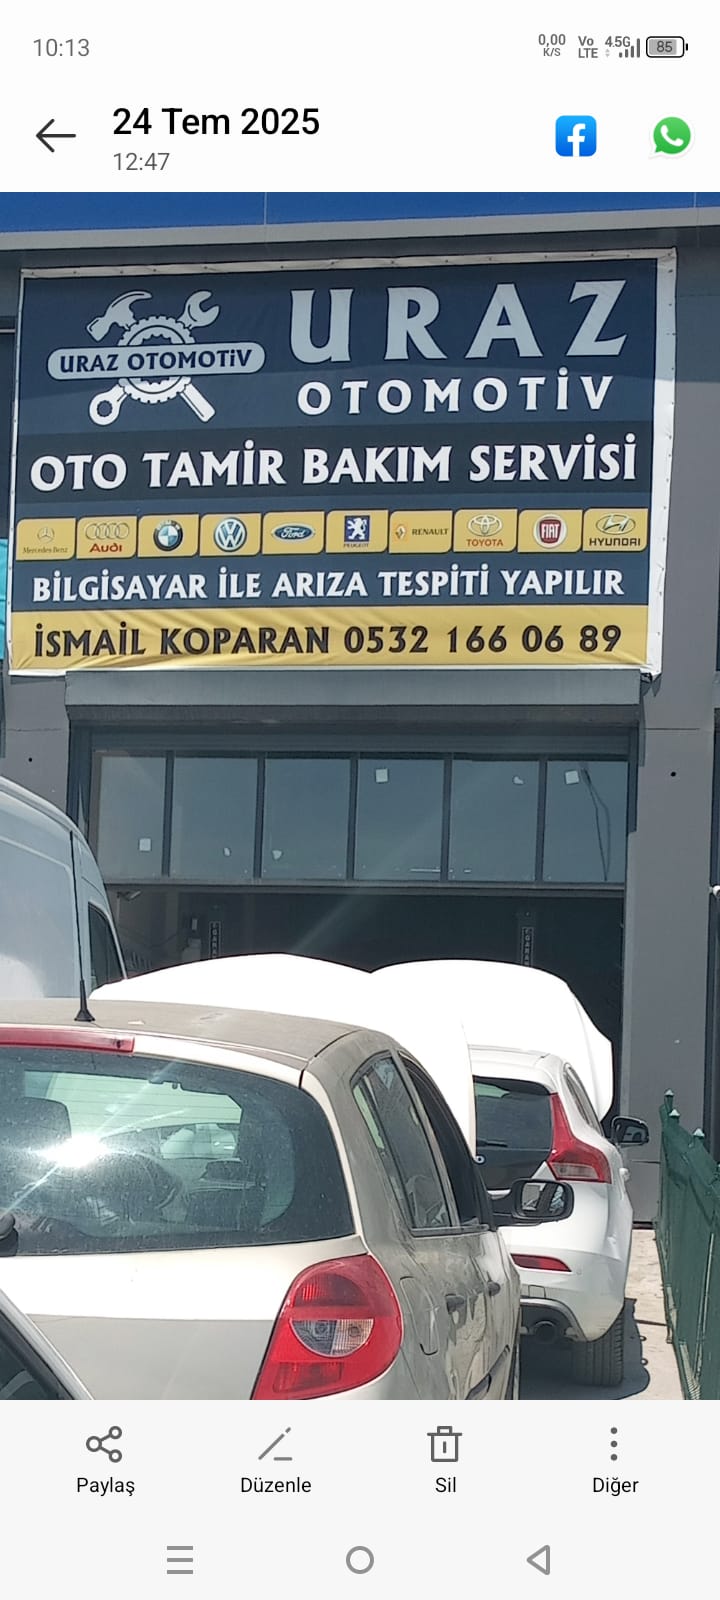 10:13
0,00 K/S Vo LTE 4.5G 85
24 Tem 2025
12:47
URAZ OTOMOTİV
URAZ
OTOMOTİV
OTO TAMİR BAKIM SERVİSİ
Mercedes-Benz Audi Ford PEUGEOT RENAULT TOYOTA FIAT HYUNDAI
BİLGİSAYAR İLE ARIZA TESPİTİ YAPILIR
İSMAİL KOPARAN 0532 166 06 89
Paylaş Düzenle Sil Diğer